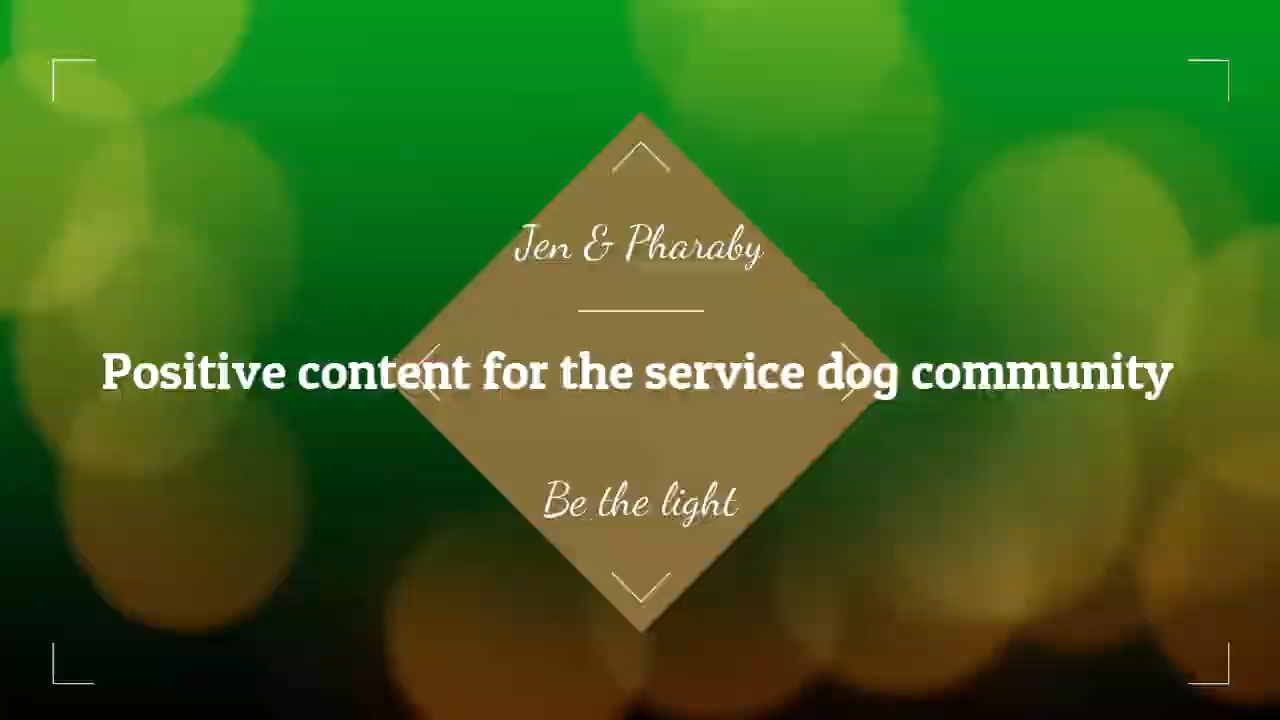 Jen & Pharaby
Positive content for the service dog community
Be the light